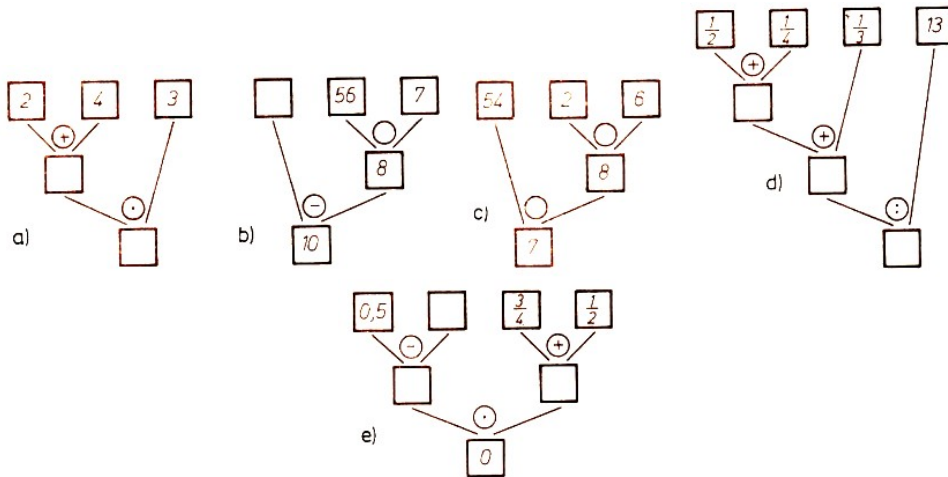 2 4 3
+
·
a)
56 7
8
−
10
b)
54 2 6
8
7
c)
1/2 1/4 1/3 13
+
+
:
d)
0,5 3/4 1/2
− +
·
0
e)